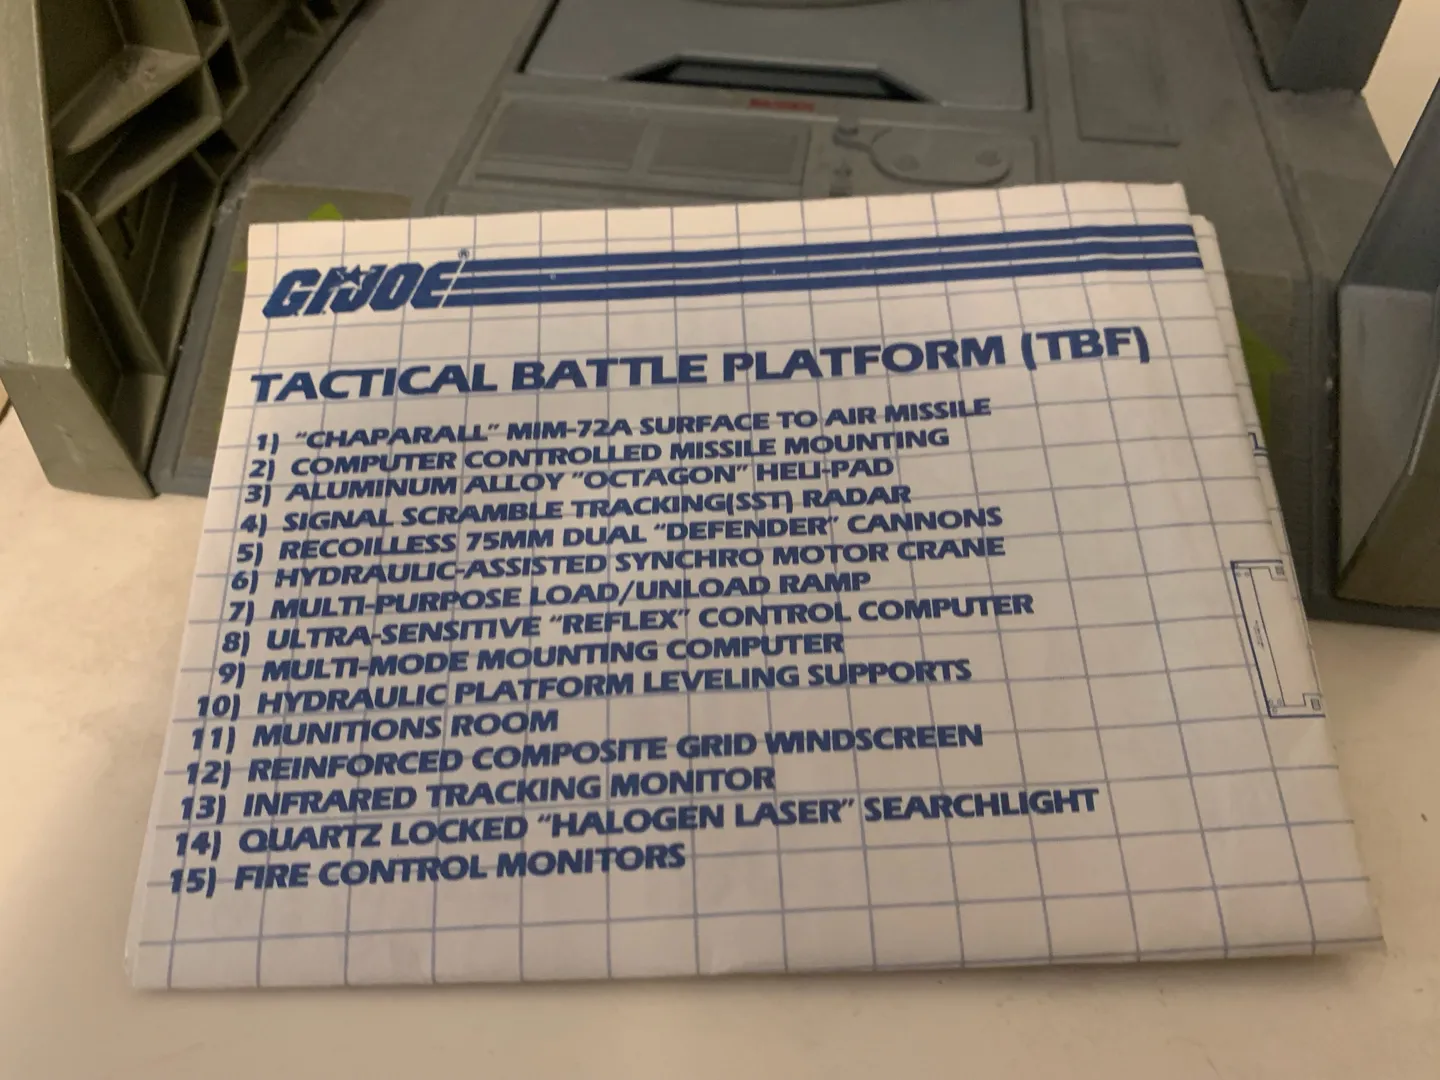 GI JOE®
TACTICAL BATTLE PLATFORM (TBF)
1) "CHAPARALL" MIM-72A SURFACE TO AIR MISSILE
2) COMPUTER CONTROLLED MISSILE MOUNTING
3) ALUMINUM ALLOY "OCTAGON" HELI-PAD
4) SIGNAL SCRAMBLE TRACKING(SST) RADAR
5) RECOILLESS 75MM DUAL "DEFENDER" CANNONS
6) HYDRAULIC-ASSISTED SYNCHRO MOTOR CRANE
7) MULTI-PURPOSE LOAD/UNLOAD RAMP
8) ULTRA-SENSITIVE "REFLEX" CONTROL COMPUTER
9) MULTI-MODE MOUNTING COMPUTER
10) HYDRAULIC PLATFORM LEVELING SUPPORTS
11) MUNITIONS ROOM
12) REINFORCED COMPOSITE GRID WINDSCREEN
13) INFRARED TRACKING MONITOR
14) QUARTZ LOCKED "HALOGEN LASER" SEARCHLIGHT
15) FIRE CONTROL MONITORS